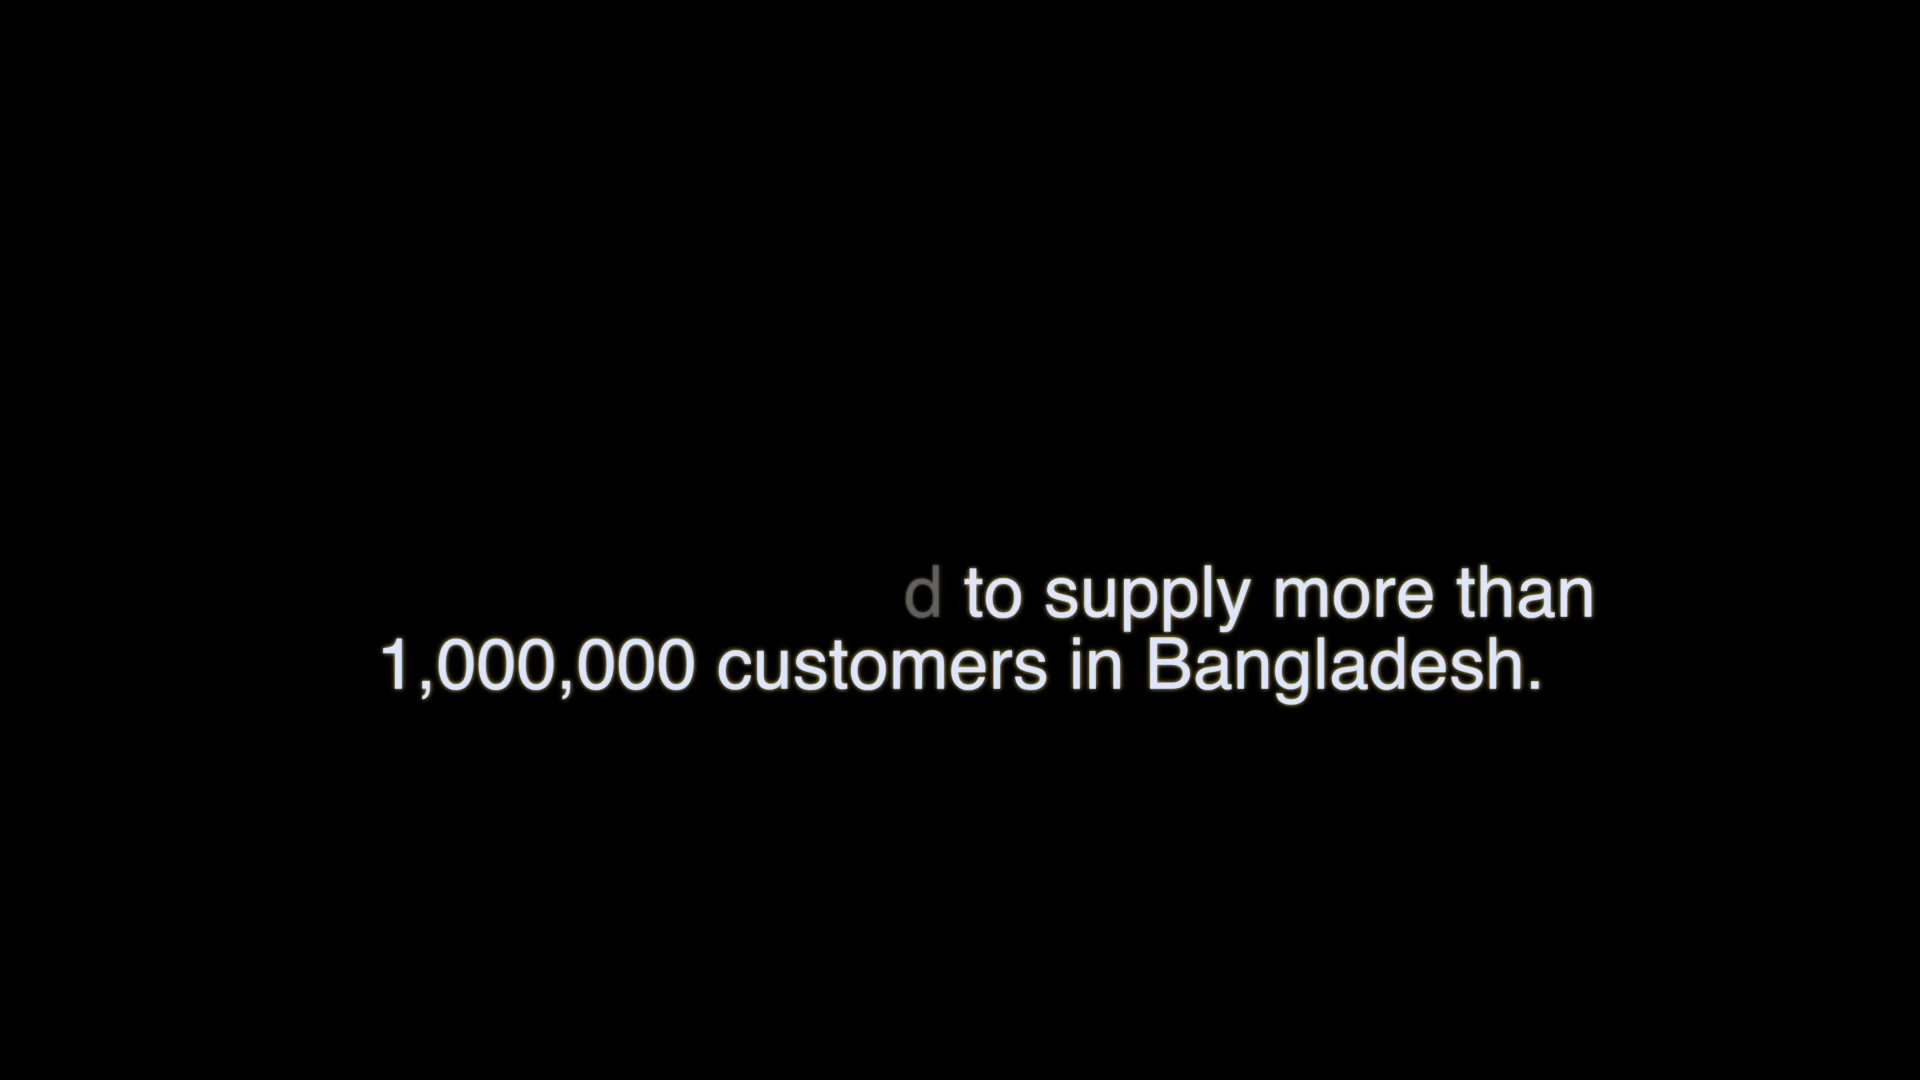 d to supply more than
1,000,000 customers in Bangladesh.